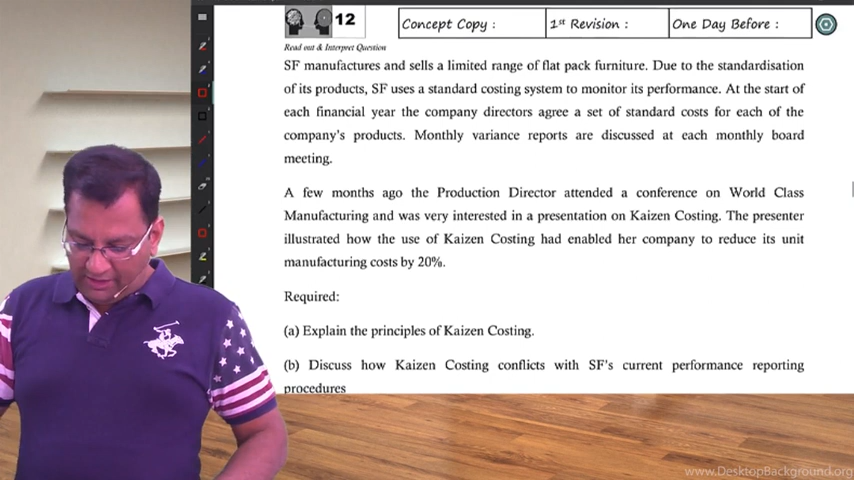 12
Concept Copy :
1st Revision :
One Day Before :
Read out & Interpret Question
SF manufactures and sells a limited range of flat pack furniture. Due to the standardisation
of its products, SF uses a standard costing system to monitor its performance. At the start of
each financial year the company directors agree a set of standard costs for each of the
company's products. Monthly variance reports are discussed at each monthly board
meeting.
A few months ago the Production Director attended a conference on World Class
Manufacturing and was very interested in a presentation on Kaizen Costing. The presenter
illustrated how the use of Kaizen Costing had enabled her company to reduce its unit
manufacturing costs by 20%.
Required:
(a) Explain the principles of Kaizen Costing.
(b) Discuss how Kaizen Costing conflicts with SF's current performance reporting
procedures
www.DesktopBackground.org